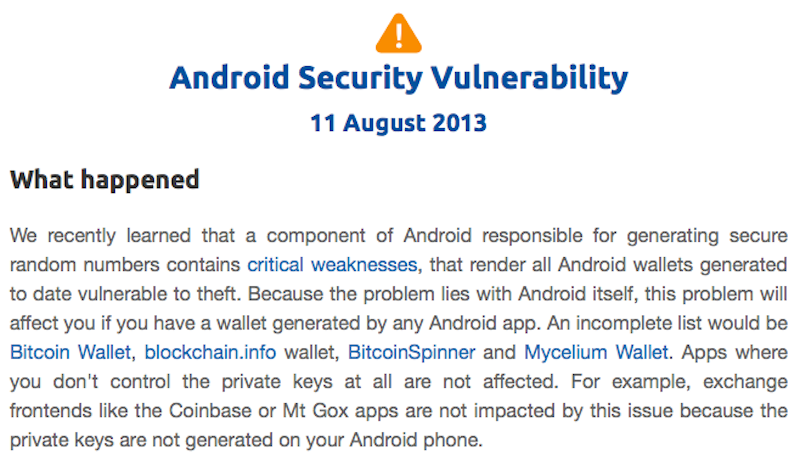 Android Security Vulnerability
11 August 2013
What happened
We recently learned that a component of Android responsible for generating secure
random numbers contains critical weaknesses, that render all Android wallets generated
to date vulnerable to theft. Because the problem lies with Android itself, this problem will
affect you if you have a wallet generated by any Android app. An incomplete list would be
Bitcoin Wallet, blockchain.info wallet, BitcoinSpinner and Mycelium Wallet. Apps where
you don't control the private keys at all are not affected. For example, exchange
frontends like the Coinbase or Mt Gox apps are not impacted by this issue because the
private keys are not generated on your Android phone.